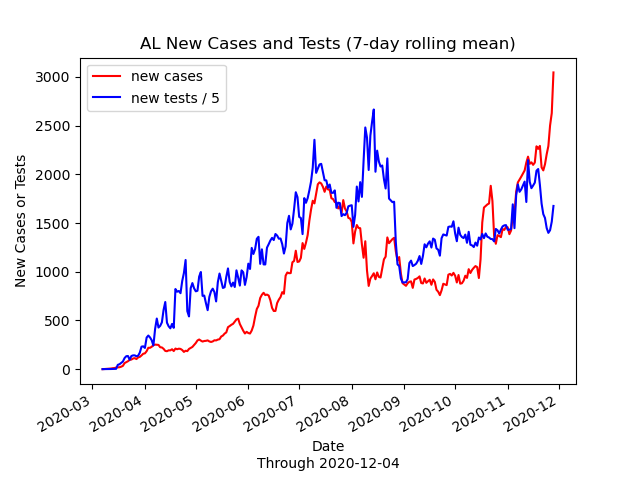 AL New Cases and Tests (7-day rolling mean)
new cases
new tests / 5
3000
2500
2000
1500
1000
500
0
New Cases or Tests
2020-03
2020-04
2020-05
2020-06
2020-07
2020-08
2020-09
2020-10
2020-11
2020-12
Date
Through 2020-12-04